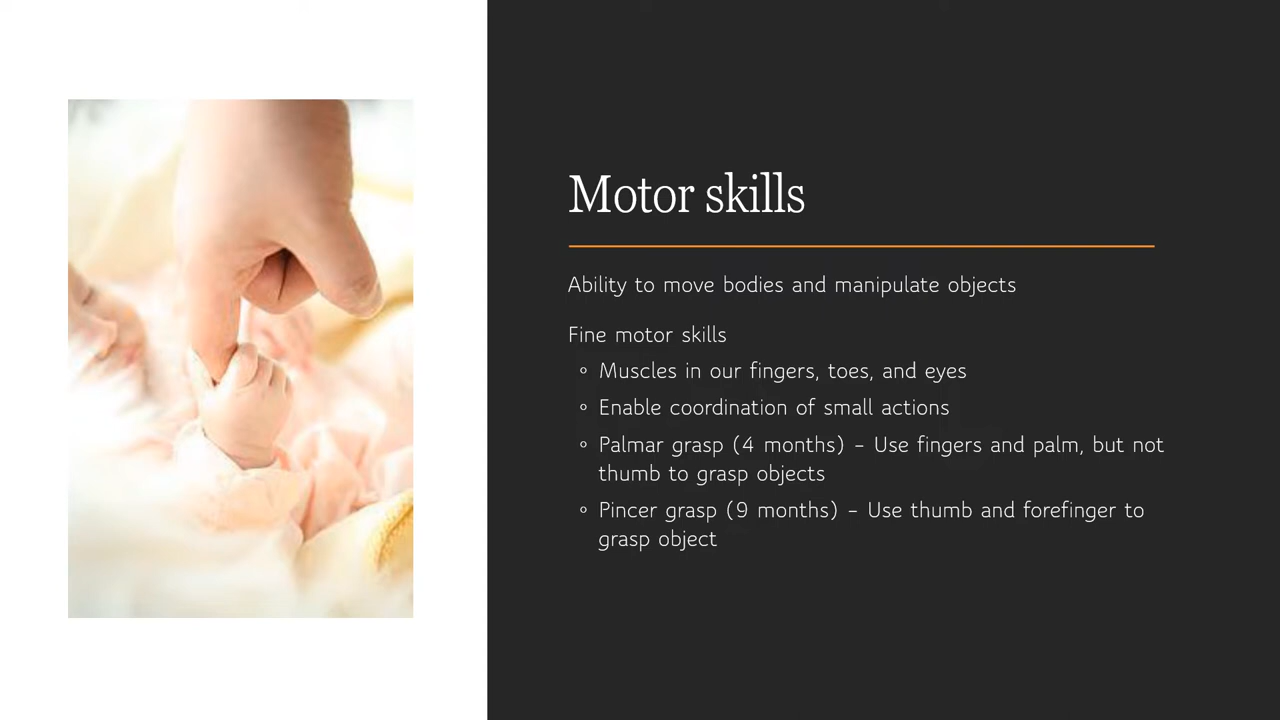 Motor skills
Ability to move bodies and manipulate objects
Fine motor skills
◦ Muscles in our fingers, toes, and eyes
◦ Enable coordination of small actions
◦ Palmar grasp (4 months) – Use fingers and palm, but not
thumb to grasp objects
◦ Pincer grasp (9 months) – Use thumb and forefinger to
grasp object